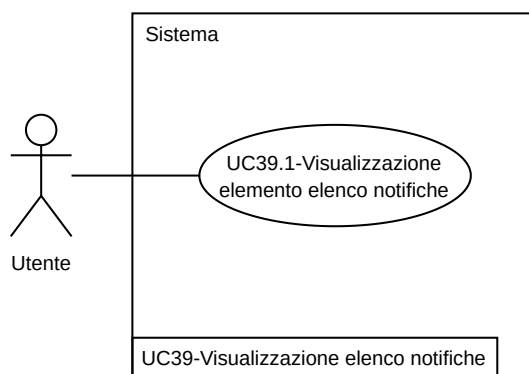 Sistema
UC39.1-Visualizzazione
elemento elenco notifiche
Utente
UC39-Visualizzazione elenco notifiche